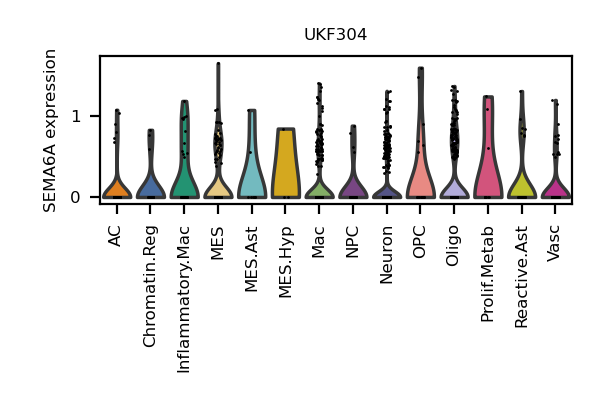 UKF304
SEMA6A expression
1
0
AC
Chromatin.Reg
Inflammatory.Mac
MES
MES.Ast
MES.Hyp
Mac
NPC
Neuron
OPC
Oligo
Prolif.Metab
Reactive.Ast
Vasc